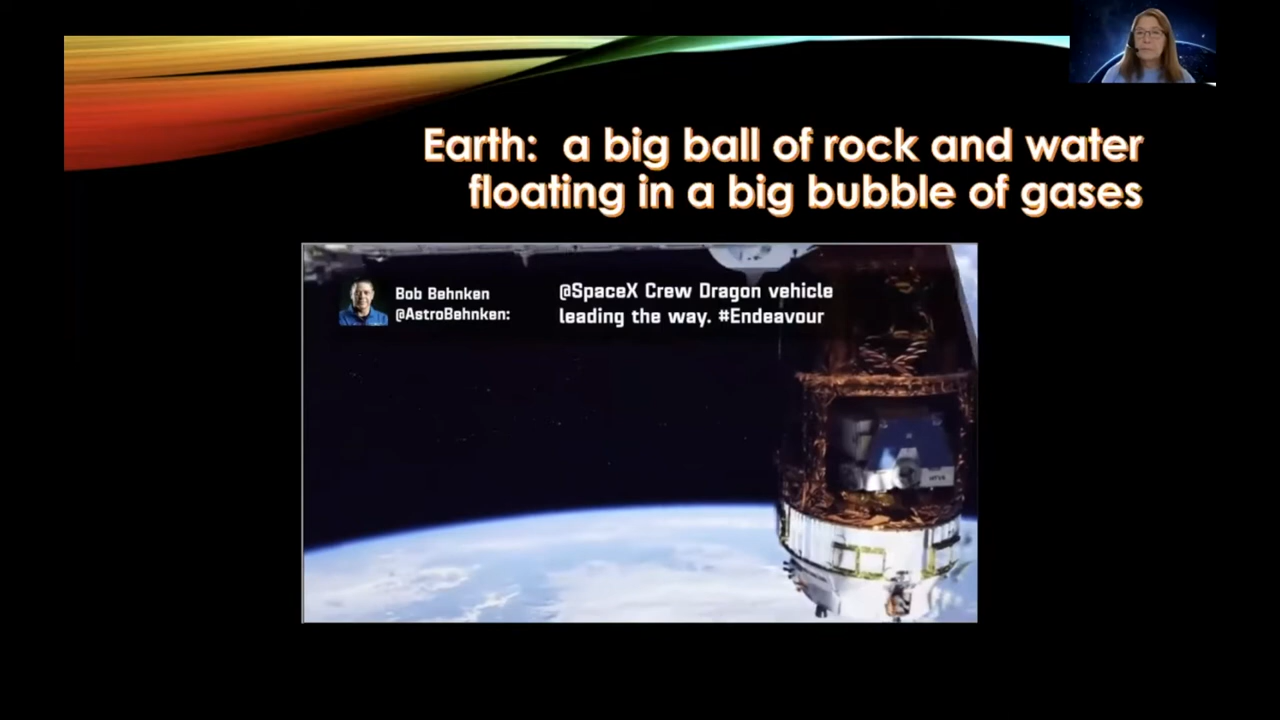 Earth:  a big ball of rock and water
floating in a big bubble of gases
Bob Behnken
@AstroBehnken:
@SpaceX Crew Dragon vehicle
leading the way. #Endeavour